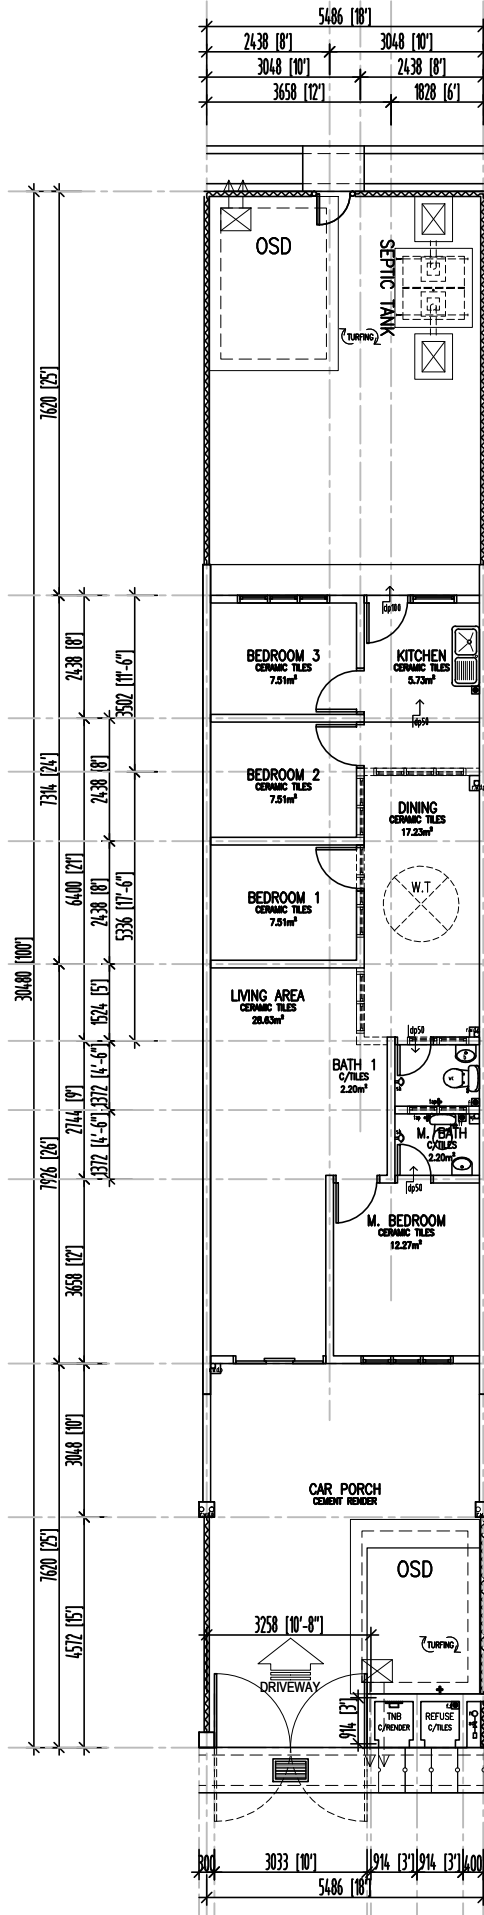 5486 [18']
2438 [8']
3048 [10']
3048 [10']
2438 [8']
3658 [12']
1828 [6']
OSD
SEPTIC TANK
TURFING
7620 [25']
dp100
BEDROOM 3
CERAMIC TILES
7.51m²
KITCHEN
CERAMIC TILES
5.73m²
2438 [8']
3502 [11'-6"]
dp50
BEDROOM 2
CERAMIC TILES
7.51m²
7314 [24']
2438 [8']
DINING
CERAMIC TILES
17.23m²
6400 [21']
5336 [17'-6"]
W.T
BEDROOM 1
CERAMIC TILES
7.51m²
2438 [8']
30480 [100']
LIVING AREA
CERAMIC TILES
28.63m²
1524 [5']
dp50
BATH 1
C/TILES
2.20m²
1372 [4'-6"]
2744 [9']
M. BATH
C/TILES
2.20m²
1372 [4'-6"]
7926 [26']
dp50
M. BEDROOM
CERAMIC TILES
12.27m²
3658 [12']
3048 [10']
CAR PORCH
CEMENT RENDER
7620 [25']
4572 [15']
OSD
TURFING
3258 [10'-8"]
DRIVEWAY
914 [3']
TNB
C/RENDER
REFUSE
C/TILES
300
3033 [10']
914 [3']
914 [3']
400
5486 [18']